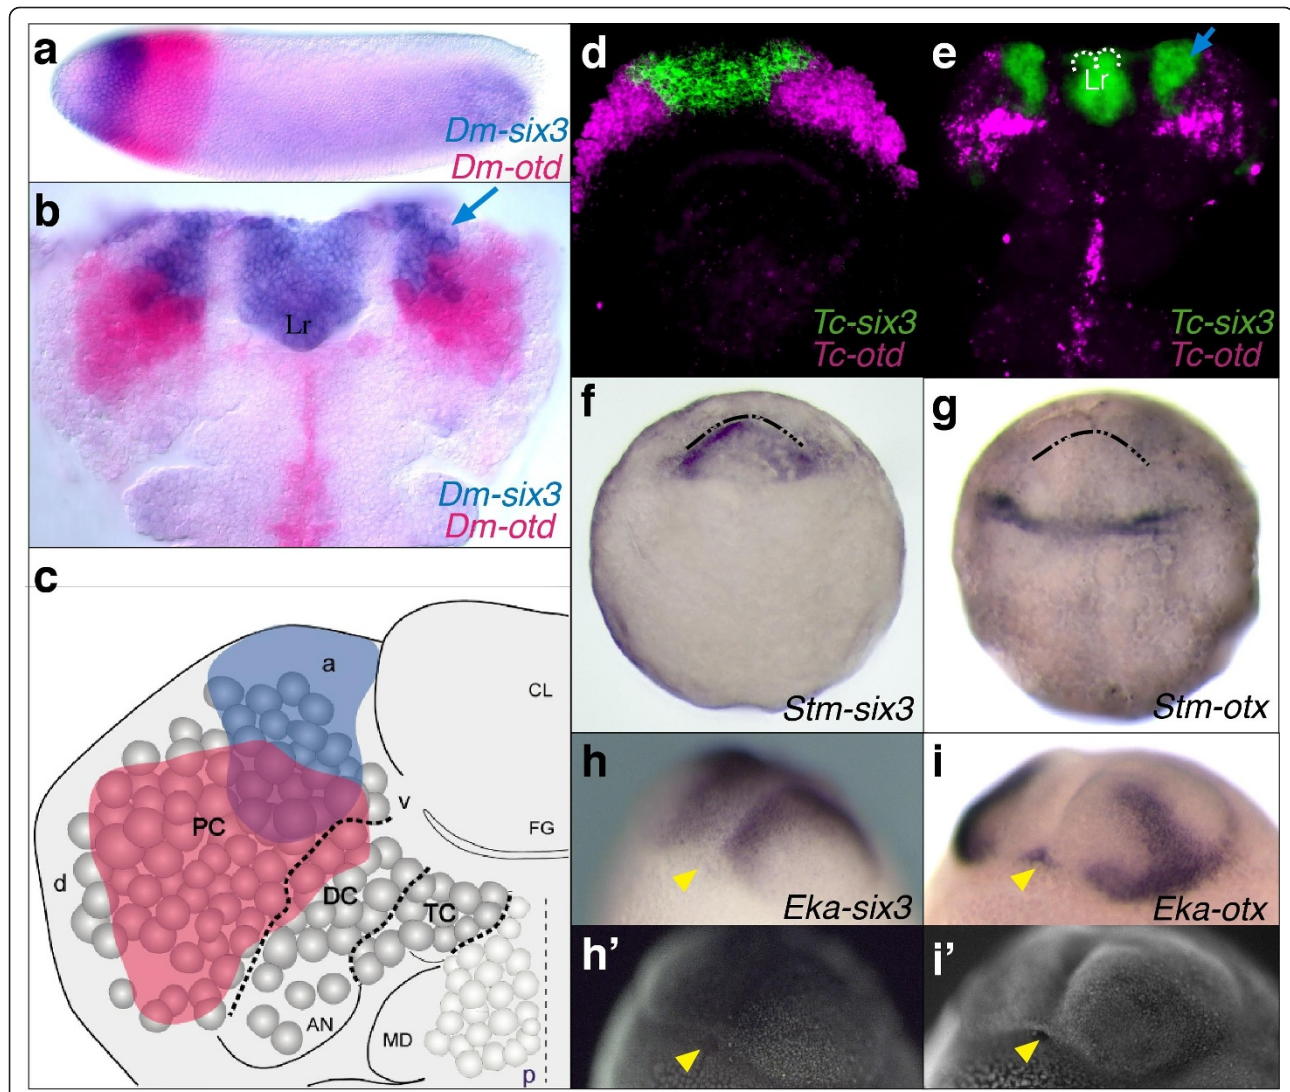 a
Dm-six3
Dm-otd
b
Lr
Dm-six3
Dm-otd
c
a
CL
v
FG
PC
d
DC
TC
AN
MD
p
d
Tc-six3
Tc-otd
e
Lr
Tc-six3
Tc-otd
f
Stm-six3
g
Stm-otx
h
Eka-six3
i
Eka-otx
h’
i’